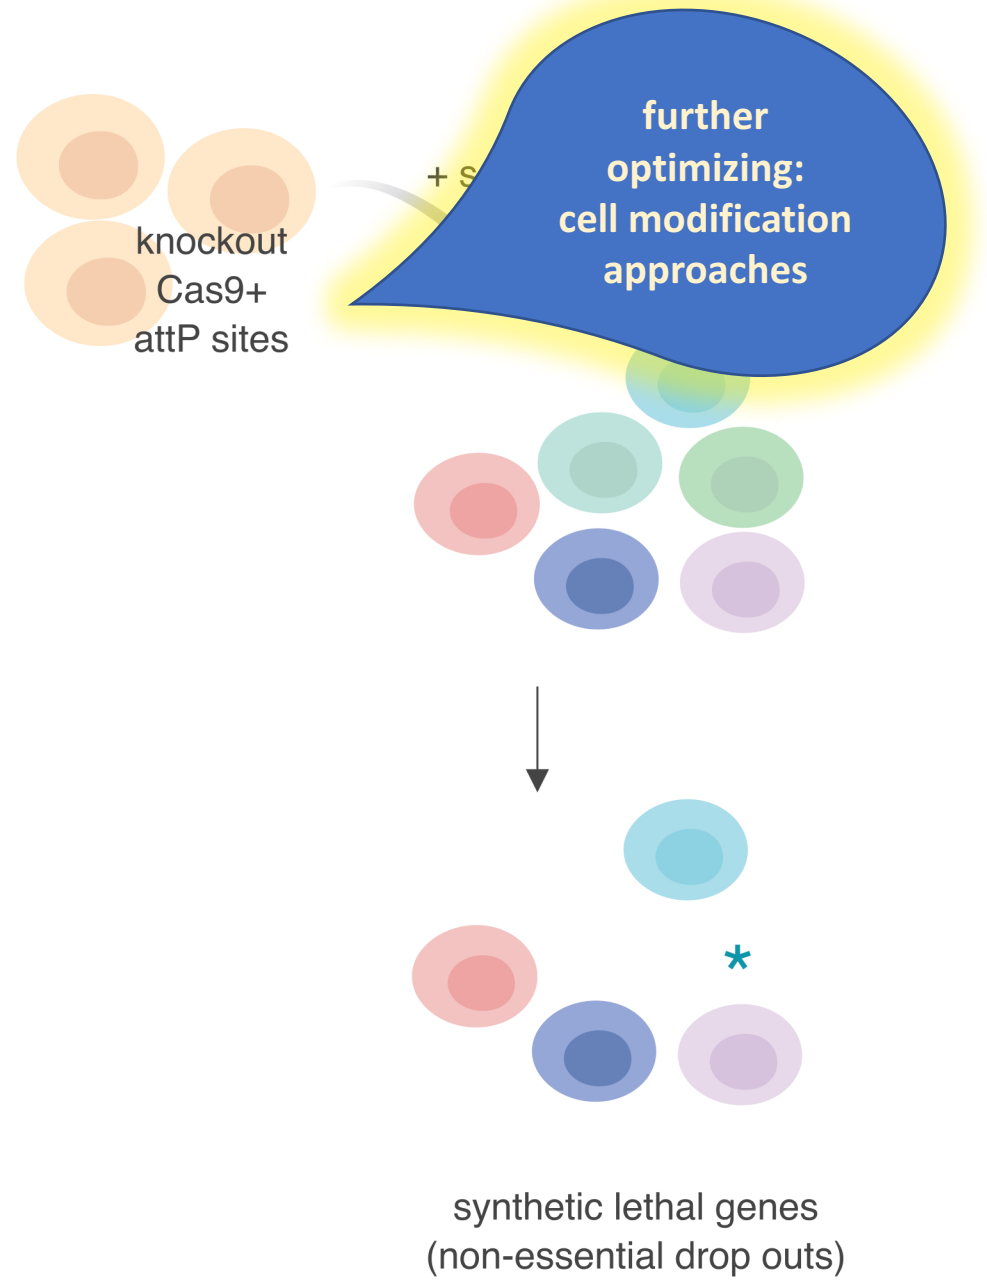 further
optimizing:
cell modification
approaches
+ s
knockout
Cas9+
attP sites
*
synthetic lethal genes
(non-essential drop outs)